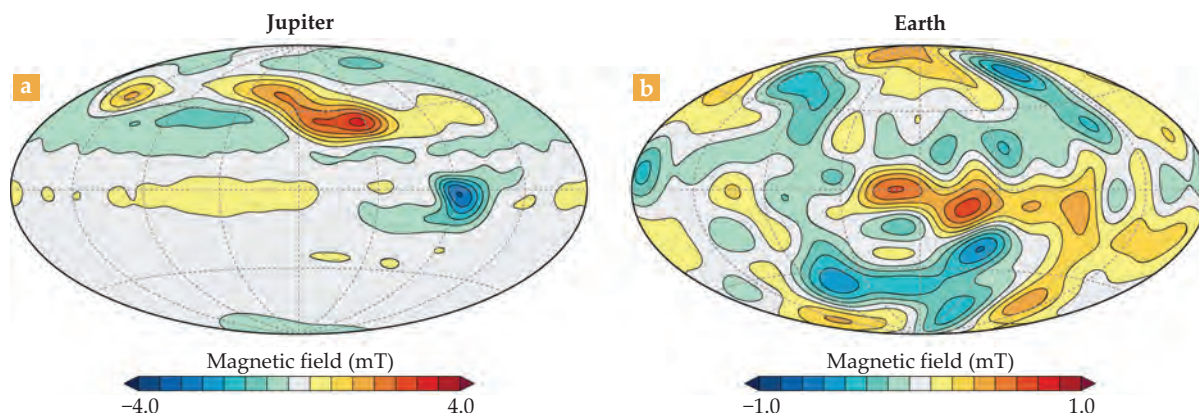 Jupiter
Earth
a
b
Magnetic field (mT)
−4.0
4.0
Magnetic field (mT)
−1.0
1.0